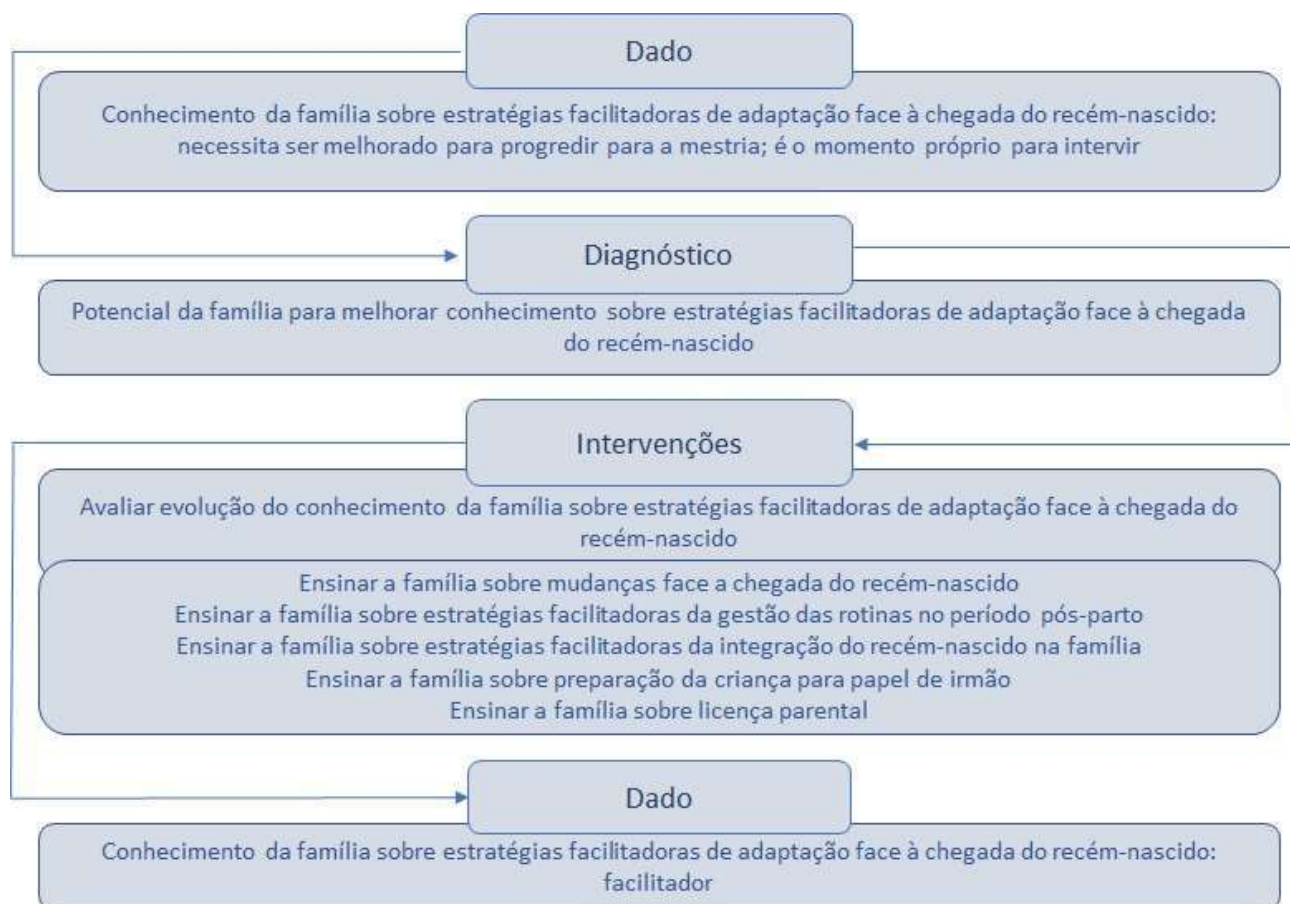 Dado
Conhecimento da família sobre estratégias facilitadoras de adaptação face à chegada do recém-nascido:
necessita ser melhorado para progredir para a mestria; é o momento próprio para intervir
Diagnóstico
Potencial da família para melhorar conhecimento sobre estratégias facilitadoras de adaptação face à chegada
do recém-nascido
Intervenções
Avaliar evolução do conhecimento da família sobre estratégias facilitadoras de adaptação face à chegada do
recém-nascido
Ensinar a família sobre mudanças face a chegada do recém-nascido
Ensinar a família sobre estratégias facilitadoras da gestão das rotinas no período pós-parto
Ensinar a família sobre estratégias facilitadoras da integração do recém-nascido na família
Ensinar a família sobre preparação da criança para papel de irmão
Ensinar a família sobre licença parental
Dado
Conhecimento da família sobre estratégias facilitadoras de adaptação face à chegada do recém-nascido:
facilitador